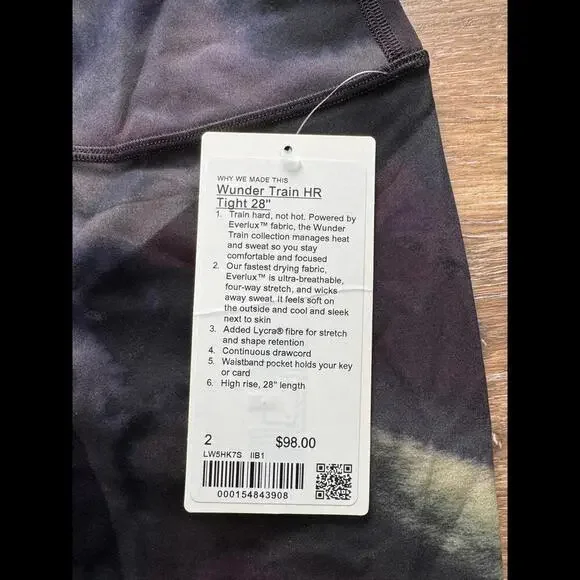 WHY WE MADE THIS
Wunder Train HR
Tight 28"
1. Train hard, not hot. Powered by
Everlux™ fabric, the Wunder
Train collection manages heat
and sweat so you stay
comfortable and focused
2. Our fastest drying fabric,
Everlux™ is ultra-breathable,
four-way stretch, and wicks
away sweat. It feels soft on
the outside and cool and sleek
next to skin
3. Added Lycra® fibre for stretch
and shape retention
4. Continuous drawcord
5. Waistband pocket holds your key
or card
6. High rise, 28" length
2 $98.00
LW5HK7S IIB1
000154843908